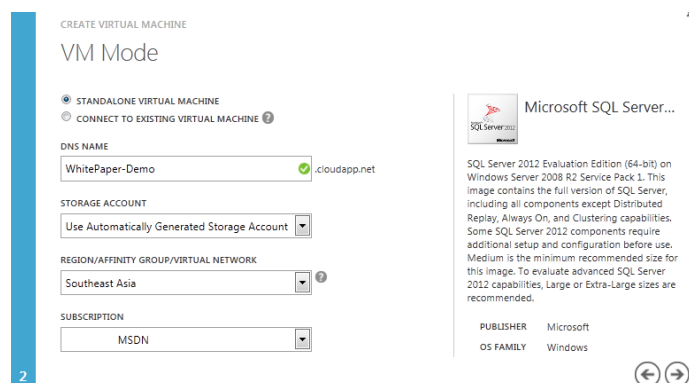 CREATE VIRTUAL MACHINE
VM Mode
STANDALONE VIRTUAL MACHINE
CONNECT TO EXISTING VIRTUAL MACHINE ?
DNS NAME
WhitePaper-Demo
.cloudapp.net
STORAGE ACCOUNT
Use Automatically Generated Storage Account
REGION/AFFINITY GROUP/VIRTUAL NETWORK
Southeast Asia
?
SUBSCRIPTION
MSDN
2
SQL Server 2012
Microsoft
Microsoft SQL Server...
SQL Server 2012 Evaluation Edition (64-bit) on
Windows Server 2008 R2 Service Pack 1. This
image contains the full version of SQL Server,
including all components except Distributed
Replay, Always On, and Clustering capabilities.
Some SQL Server 2012 components require
additional setup and configuration before use.
Medium is the minimum recommended size for
this image. To evaluate advanced SQL Server
2012 capabilities, Large or Extra-Large sizes are
recommended.
PUBLISHER Microsoft
OS FAMILY Windows